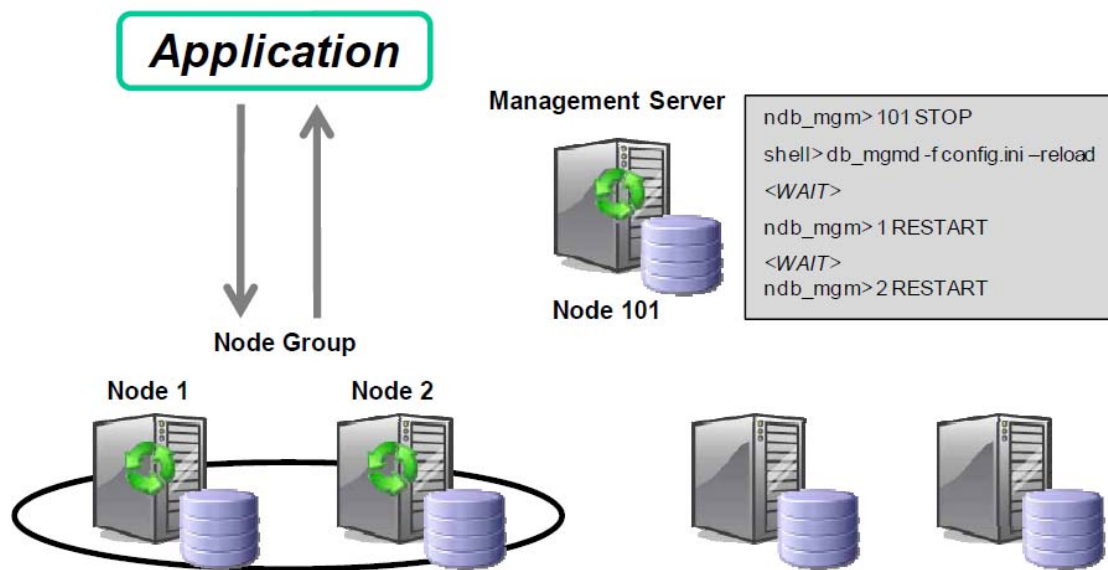 Application
Management Server
ndb_mgm> 101 STOP
shell> db_mgmd -f config.ini –reload
<WAIT>
ndb_mgm> 1 RESTART
<WAIT>
ndb_mgm> 2 RESTART
Node 101
Node Group
Node 1
Node 2